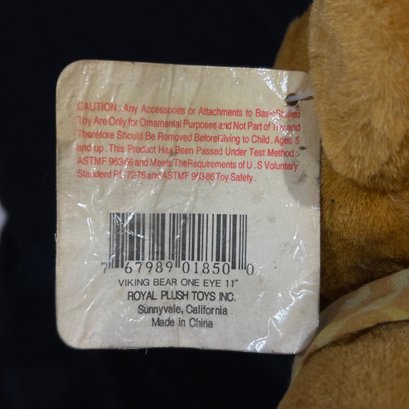 CAUTION : Any Accessories or Attachments to Base Stuffed
Toy Are Only for Ornamental Purposes and Not Part of Toy and
Therefore Should Be Removed BeforeGiving to Child. Ages 5
and up. This Product Has Been Passed Under Test Method :
ASTMF 963-86 and Meets The Requirements of U . S Voluntary
Standerd PS 72-76 and ASTMF 963-86 Toy Safety .
7 67989 01850 0
VIKING BEAR ONE EYE 11"
ROYAL PLUSH TOYS INC.
Sunnyvale, California
Made in China